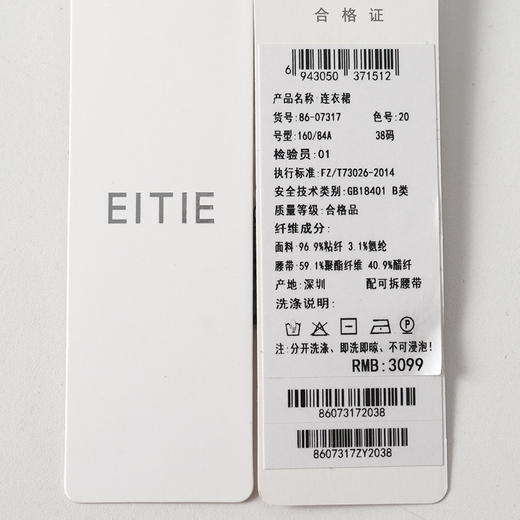 EITIE
合格证
6 943050 371512
产品名称:连衣裙
货号:86-07317 色号:20
号型:160/84A 38码
检验员:01
执行标准:FZ/T73026-2014
安全技术类别:GB18401 B类
质量等级:合格品
纤维成分:
面料:96.9%粘纤 3.1%氨纶
腰带:59.1%聚酯纤维 40.9%醋纤
产地:深圳 配可拆腰带
洗涤说明:
注:分开洗涤、即洗即晾、不可浸泡!
RMB:3099
86073172038
8607317ZY2038